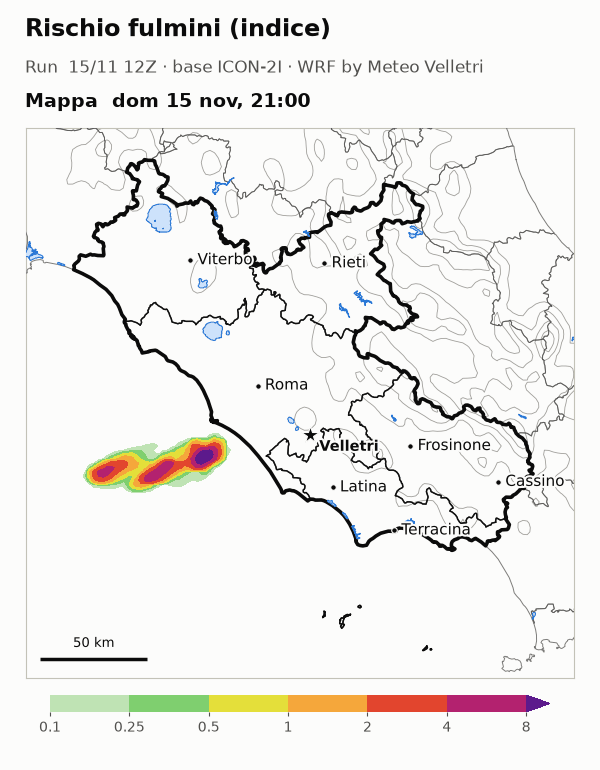 Rischio fulmini (indice)
Run 15/11 12Z · base ICON-2I · WRF by Meteo Velletri
Mappa dom 15 nov, 21:00
Viterbo
Rieti
Roma
Velletri
Frosinone
Cassino
Latina
Terracina
50 km
0.1 0.25 0.5 1 2 4 8